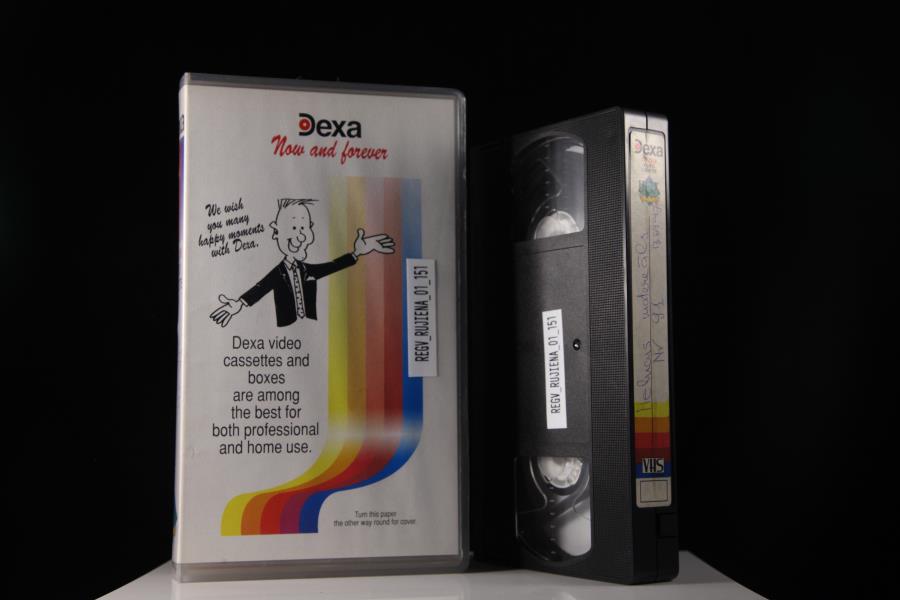 Dexa
Now and forever
We wish
you many
happy moments
with Dexa.
REGV_RUJIENA_01_151
Dexa video
cassettes and
boxes
are among
the best for
both professional
and home use.
Turn this paper
the other way round for cover.
REGV_RUJIENA_01_151
Dexa
Nr 91
VHS